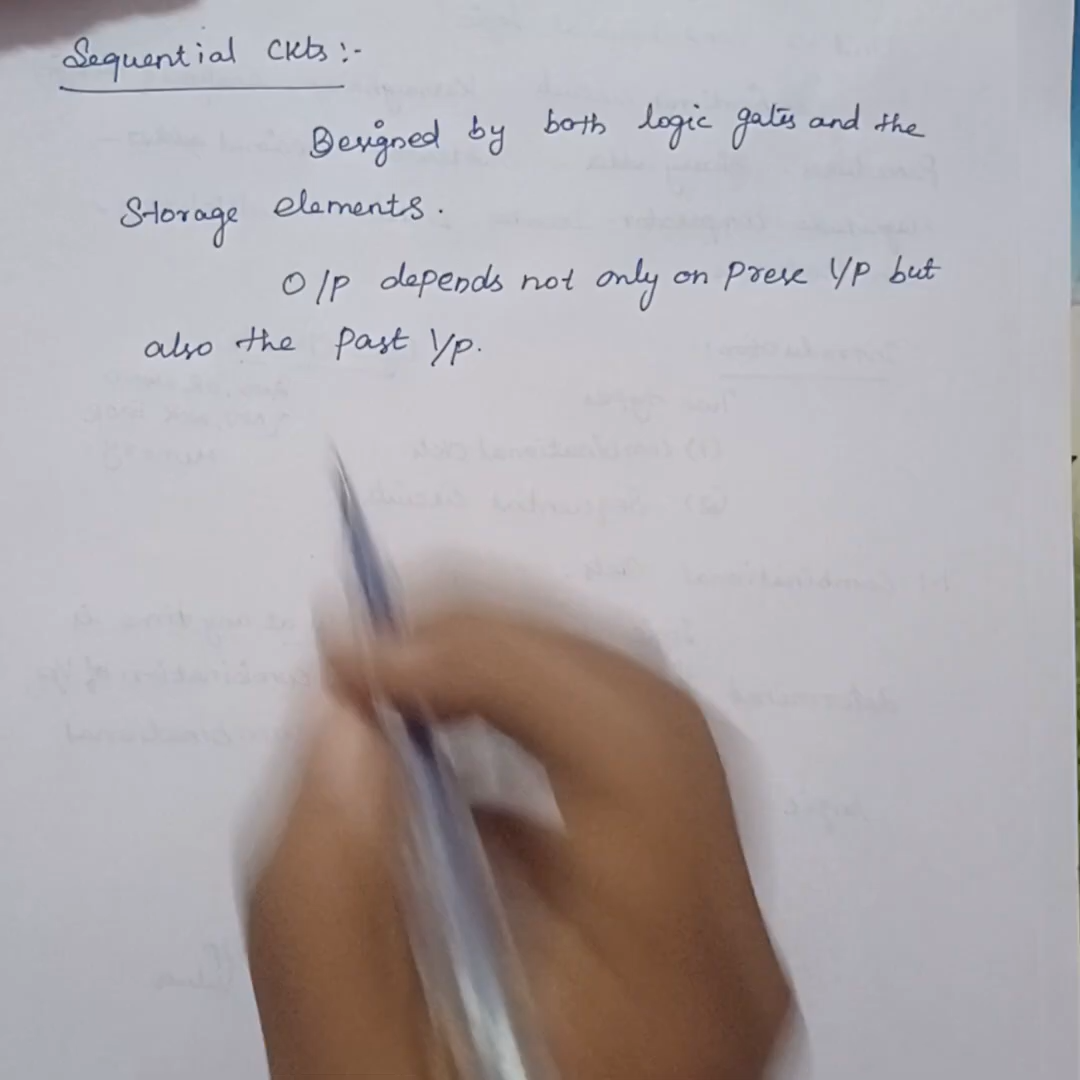 Sequential Ckts:-
Designed by both logic gates and the
Storage elements.
O/p depends not only on prese I/p but
also the past I/p.